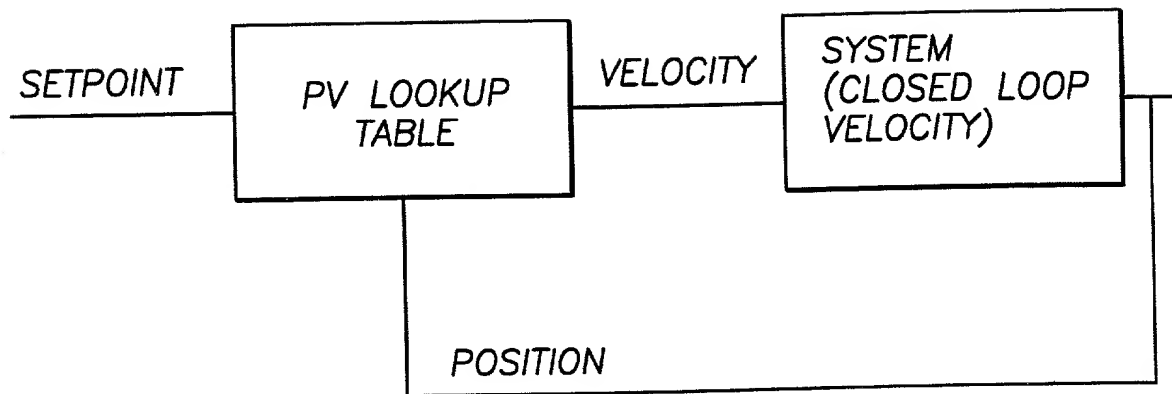 SETPOINT
PV LOOKUP
TABLE
VELOCITY
SYSTEM
(CLOSED LOOP
VELOCITY)
POSITION